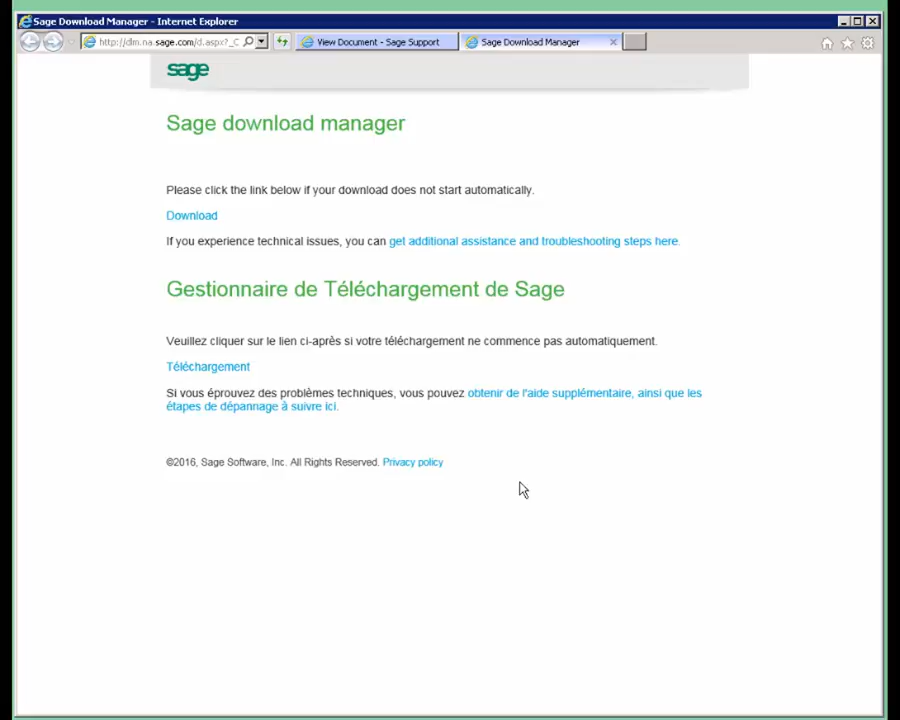 Sage Download Manager - Internet Explorer
http://dlm.na.sage.com/d.aspx?_C
View Document - Sage Support
Sage Download Manager
sage
Sage download manager
Please click the link below if your download does not start automatically.
Download
If you experience technical issues, you can get additional assistance and troubleshooting steps here.
Gestionnaire de Téléchargement de Sage
Veuillez cliquer sur le lien ci-après si votre téléchargement ne commence pas automatiquement.
Téléchargement
Si vous éprouvez des problèmes techniques, vous pouvez obtenir de l'aide supplémentaire, ainsi que les
étapes de dépannage à suivre ici.
©2016, Sage Software, Inc. All Rights Reserved. Privacy policy